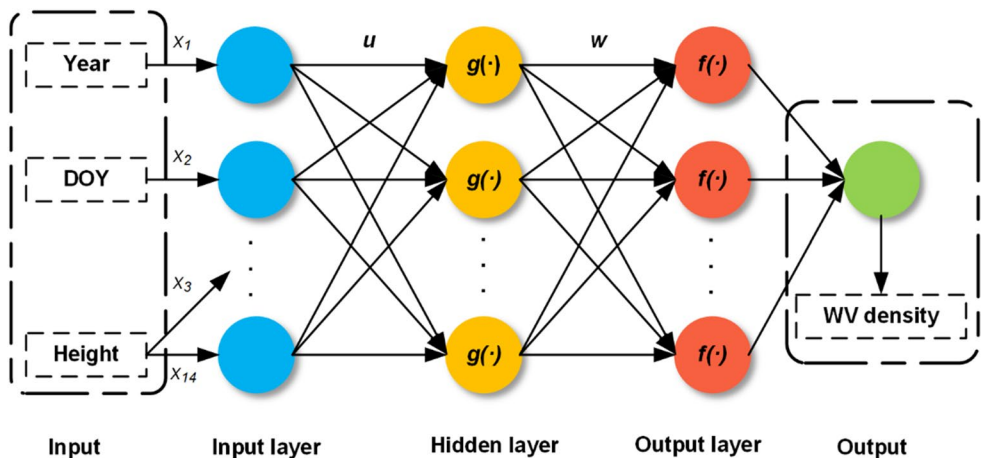 X1
u
w
Year
g(·)
f(·)
X2
DOY
g(·)
f(·)
X3
WV density
Height
g(·)
f(·)
X14
Input
Input layer
Hidden layer
Output layer
Output